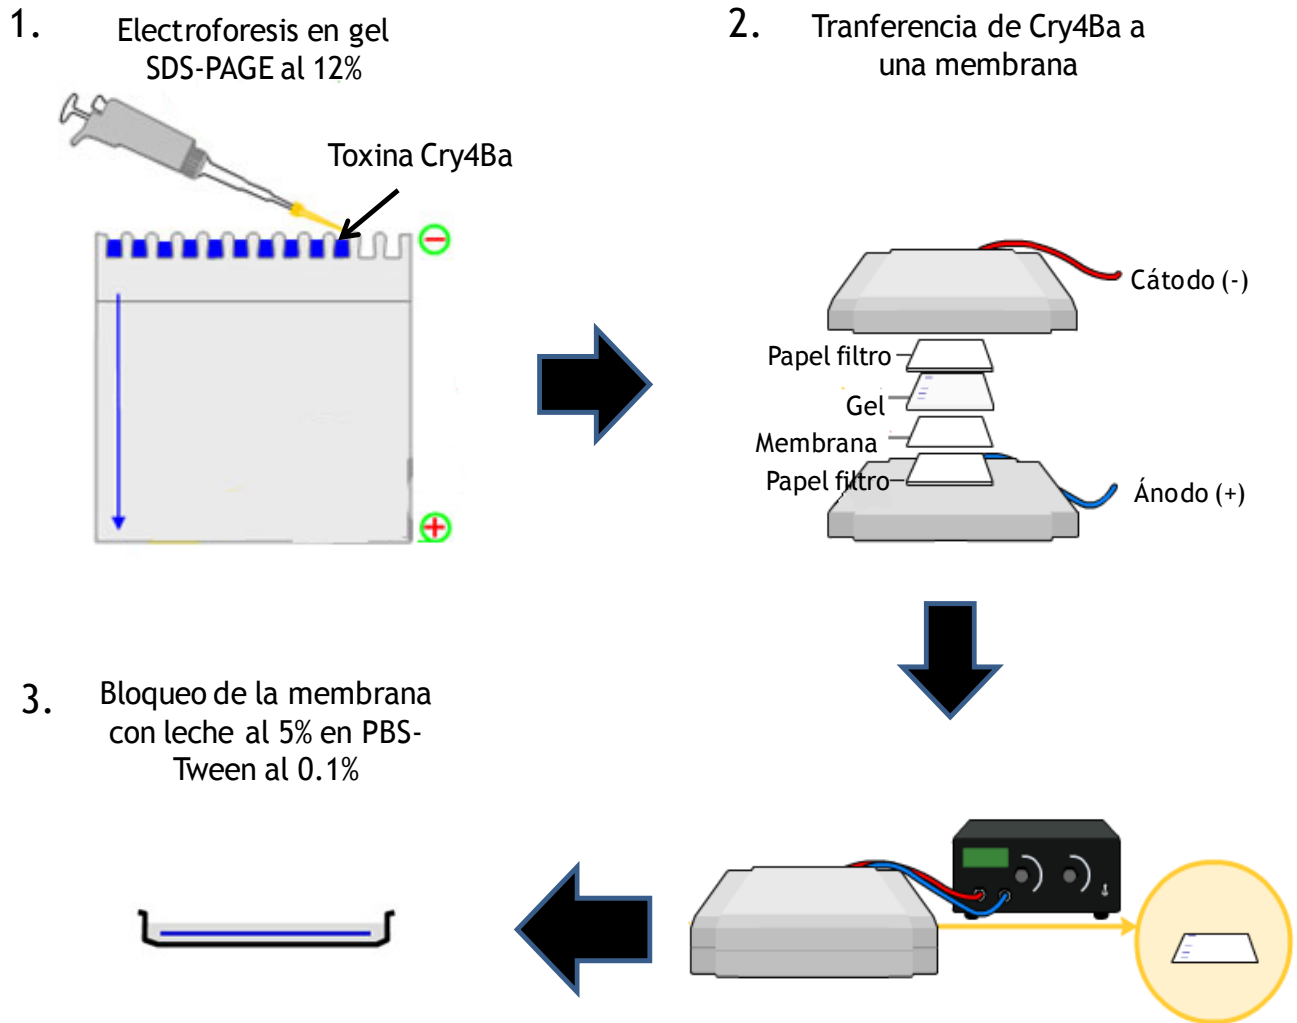 1.
Electroforesis en gel
SDS-PAGE al 12%
Toxina Cry4Ba
2.
Tranferencia de Cry4Ba a
una membrana
Cátodo (-)
Papel filtro
Gel
Membrana
Papel filtro
Ánodo (+)
3.
Bloqueo de la membrana
con leche al 5% en PBS-
Tween al 0.1%